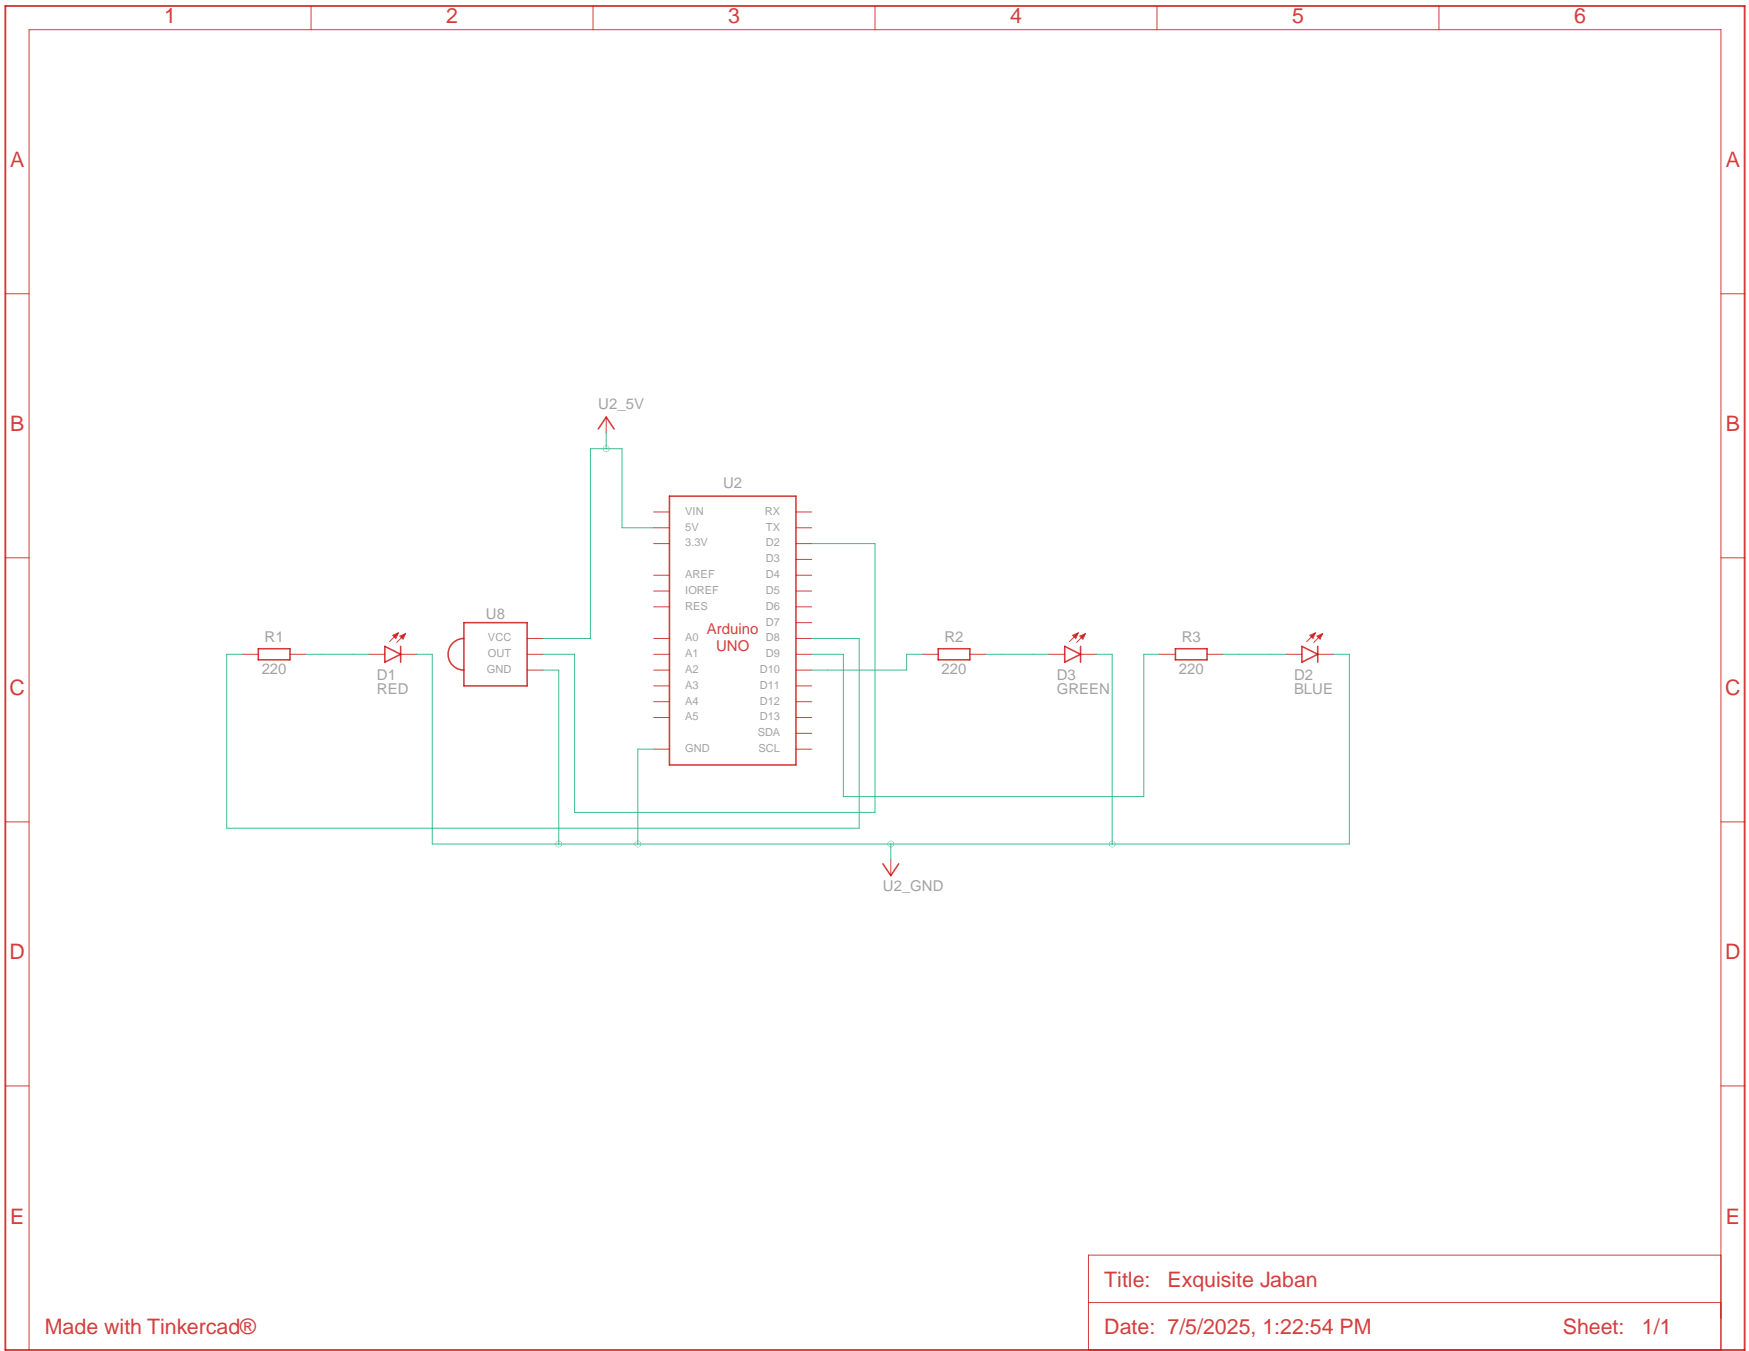 1 2 3 4 5 6
A A
B B
C C
D D
E E
U2_5V
U2
VIN RX
5V TX
3.3V D2
D3
AREF D4
IOREF D5
RES D6
D7
A0 D8
A1 D9
A2 D10
A3 D11
A4 D12
A5 D13
SDA
GND SCL
Arduino
UNO
U8
VCC
OUT
GND
R1
220
D1
RED
R2
220
D3
GREEN
R3
220
D2
BLUE
U2_GND
Title: Exquisite Jaban
Date: 7/5/2025, 1:22:54 PM Sheet: 1/1
Made with Tinkercad®